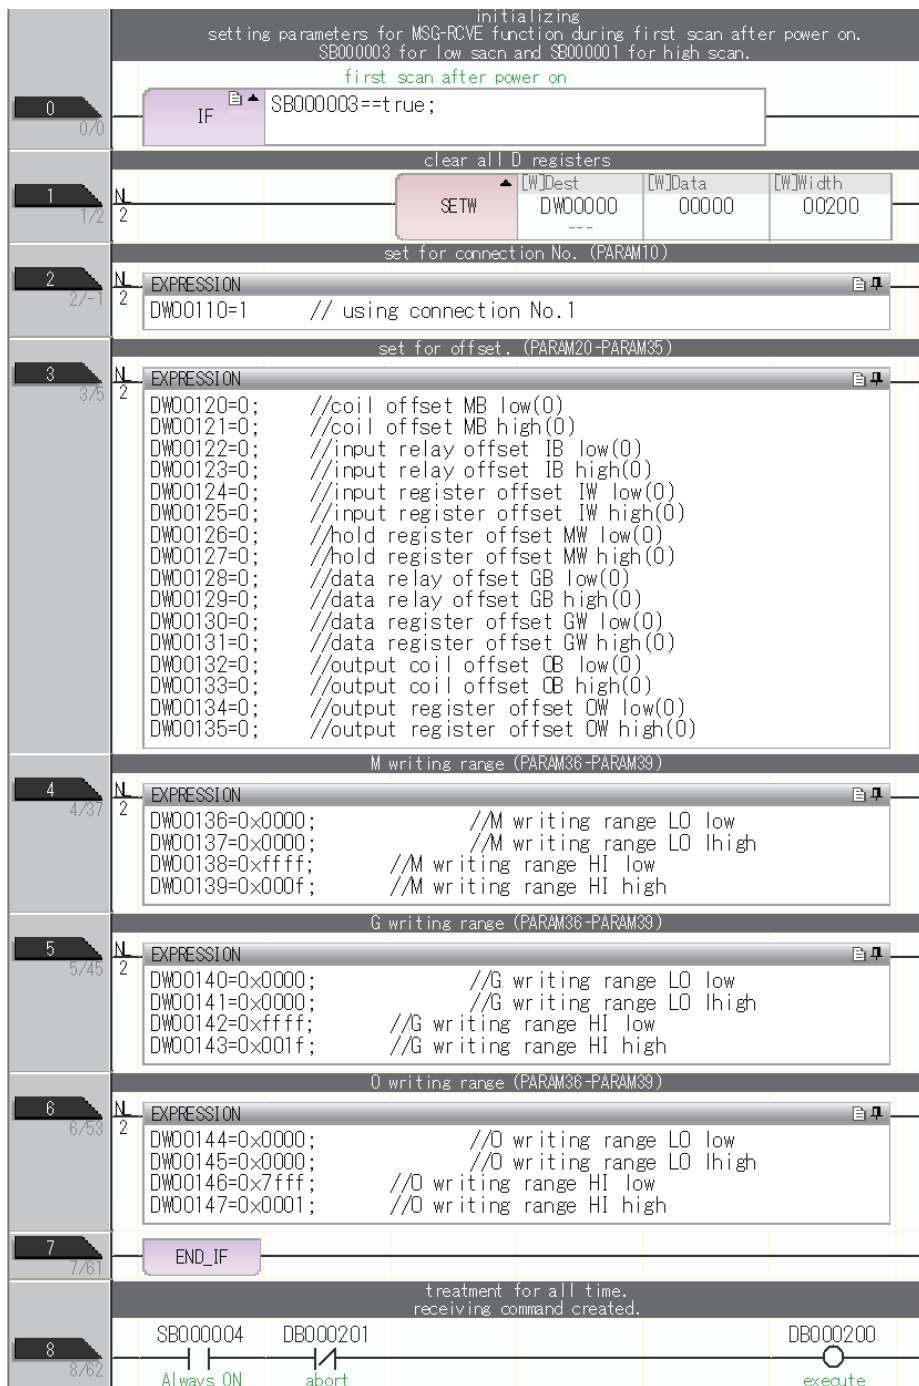 initializing
setting parameters for MSG-RCVE function during first scan after power on.
SB000003 for low sacn and SB000001 for high scan.
first scan after power on
0
0/0
IF
SB000003==true;
clear all D registers
1
1/2
NL
2
SETW
[W]Dest
DW00000
---
[W]Data
00000
[W]Width
00200
set for connection No. (PARAM10)
2
2/-1
NL
2
EXPRESSION
DW00110=1 // using connection No.1
set for offset. (PARAM20-PARAM35)
3
3/5
NL
2
EXPRESSION
DW00120=0; //coil offset MB low(0)
DW00121=0; //coil offset MB high(0)
DW00122=0; //input relay offset IB low(0)
DW00123=0; //input relay offset IB high(0)
DW00124=0; //input register offset IW low(0)
DW00125=0; //input register offset IW high(0)
DW00126=0; //hold register offset MW low(0)
DW00127=0; //hold register offset MW high(0)
DW00128=0; //data relay offset GB low(0)
DW00129=0; //data relay offset GB high(0)
DW00130=0; //data register offset GW low(0)
DW00131=0; //data register offset GW high(0)
DW00132=0; //output coil offset OB low(0)
DW00133=0; //output coil offset OB high(0)
DW00134=0; //output register offset OW low(0)
DW00135=0; //output register offset OW high(0)
M writing range (PARAM36-PARAM39)
4
4/37
NL
2
EXPRESSION
DW00136=0x0000; //M writing range LO low
DW00137=0x0000; //M writing range LO lhigh
DW00138=0xffff; //M writing range HI low
DW00139=0x000f; //M writing range HI high
G writing range (PARAM36-PARAM39)
5
5/45
NL
2
EXPRESSION
DW00140=0x0000; //G writing range LO low
DW00141=0x0000; //G writing range LO lhigh
DW00142=0xffff; //G writing range HI low
DW00143=0x001f; //G writing range HI high
O writing range (PARAM36-PARAM39)
6
6/53
NL
2
EXPRESSION
DW00144=0x0000; //O writing range LO low
DW00145=0x0000; //O writing range LO lhigh
DW00146=0x7fff; //O writing range HI low
DW00147=0x0001; //O writing range HI high
7
7/61
END_IF
treatment for all time.
receiving command created.
8
8/62
SB000004 DB000201 DB000200
Always ON abort execute